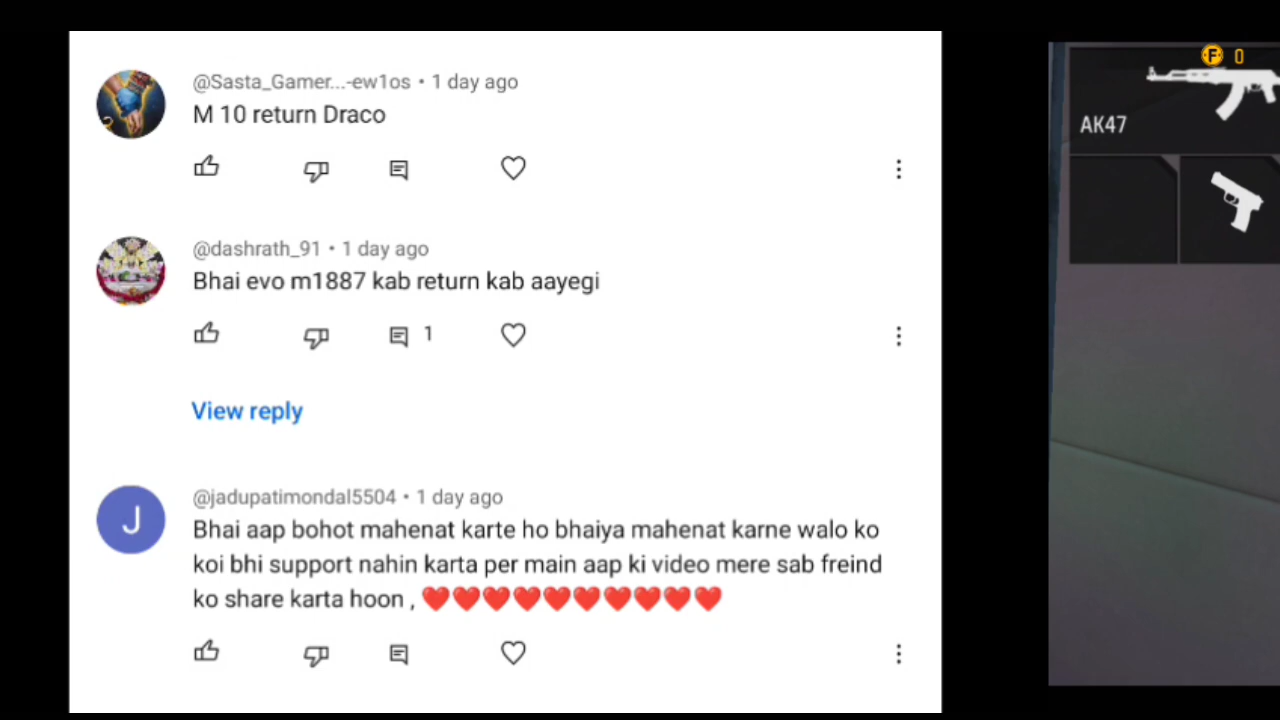 @Sasta_Gamer...-ew1os • 1 day ago
M 10 return Draco
@dashrath_91 • 1 day ago
Bhai evo m1887 kab return kab aayegi
1
View reply
J
@jadupatimondal5504 • 1 day ago
Bhai aap bohot mahenat karte ho bhaiya mahenat karne walo ko
koi bhi support nahin karta per main aap ki video mere sab freind
ko share karta hoon , ❤️❤️❤️❤️❤️❤️❤️❤️❤️❤️
F 0
AK47